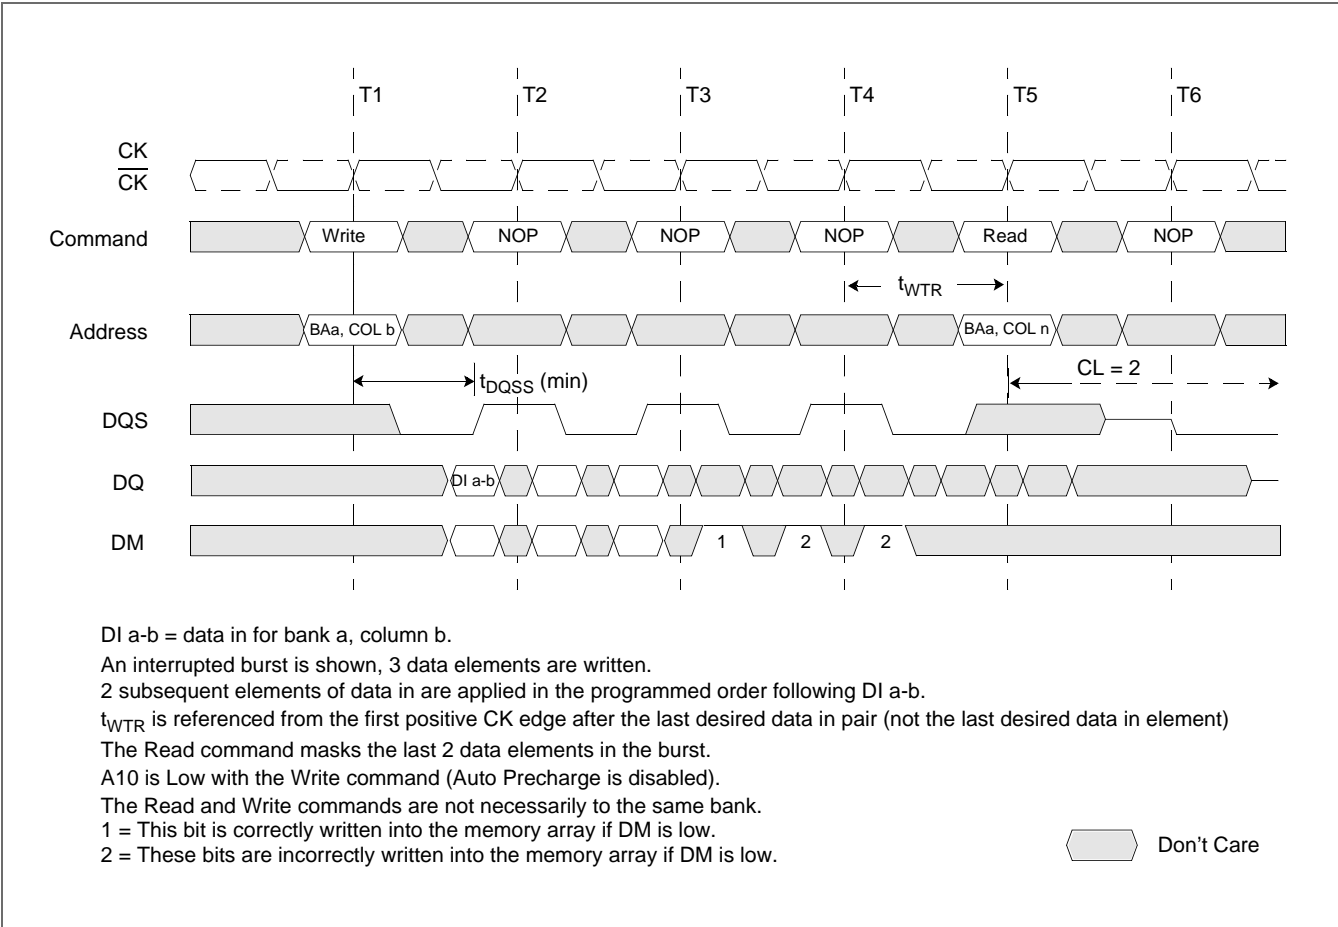 T1 T2 T3 T4 T5 T6
CK
CK
Command Write NOP NOP NOP Read NOP
tWTR
Address BAa, COL b BAa, COL n
tDQSS (min) CL = 2
DQS
DQ DI a-b
DM 1 2 2
DI a-b = data in for bank a, column b.
An interrupted burst is shown, 3 data elements are written.
2 subsequent elements of data in are applied in the programmed order following DI a-b.
tWTR is referenced from the first positive CK edge after the last desired data in pair (not the last desired data in element)
The Read command masks the last 2 data elements in the burst.
A10 is Low with the Write command (Auto Precharge is disabled).
The Read and Write commands are not necessarily to the same bank.
1 = This bit is correctly written into the memory array if DM is low.
2 = These bits are incorrectly written into the memory array if DM is low.
Don't Care